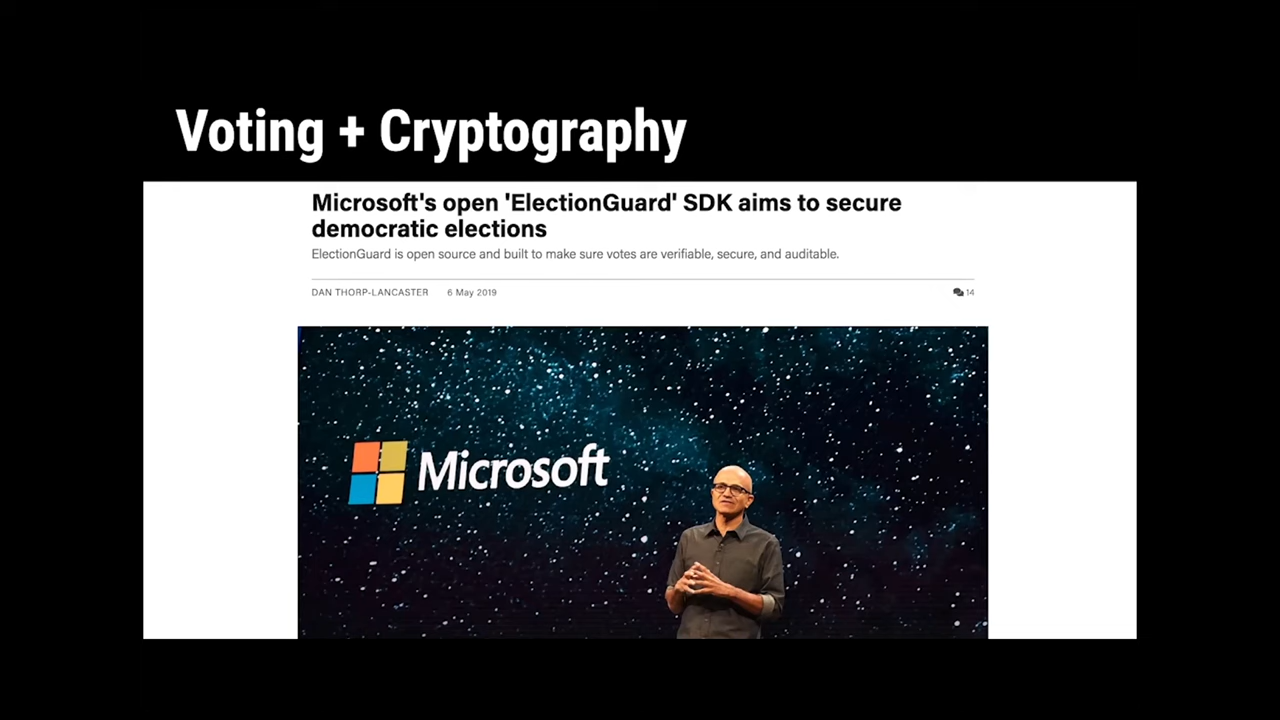 Voting + Cryptography
Microsoft's open 'ElectionGuard' SDK aims to secure
democratic elections
ElectionGuard is open source and built to make sure votes are verifiable, secure, and auditable.
DAN THORP-LANCASTER 6 May 2019 14
Microsoft